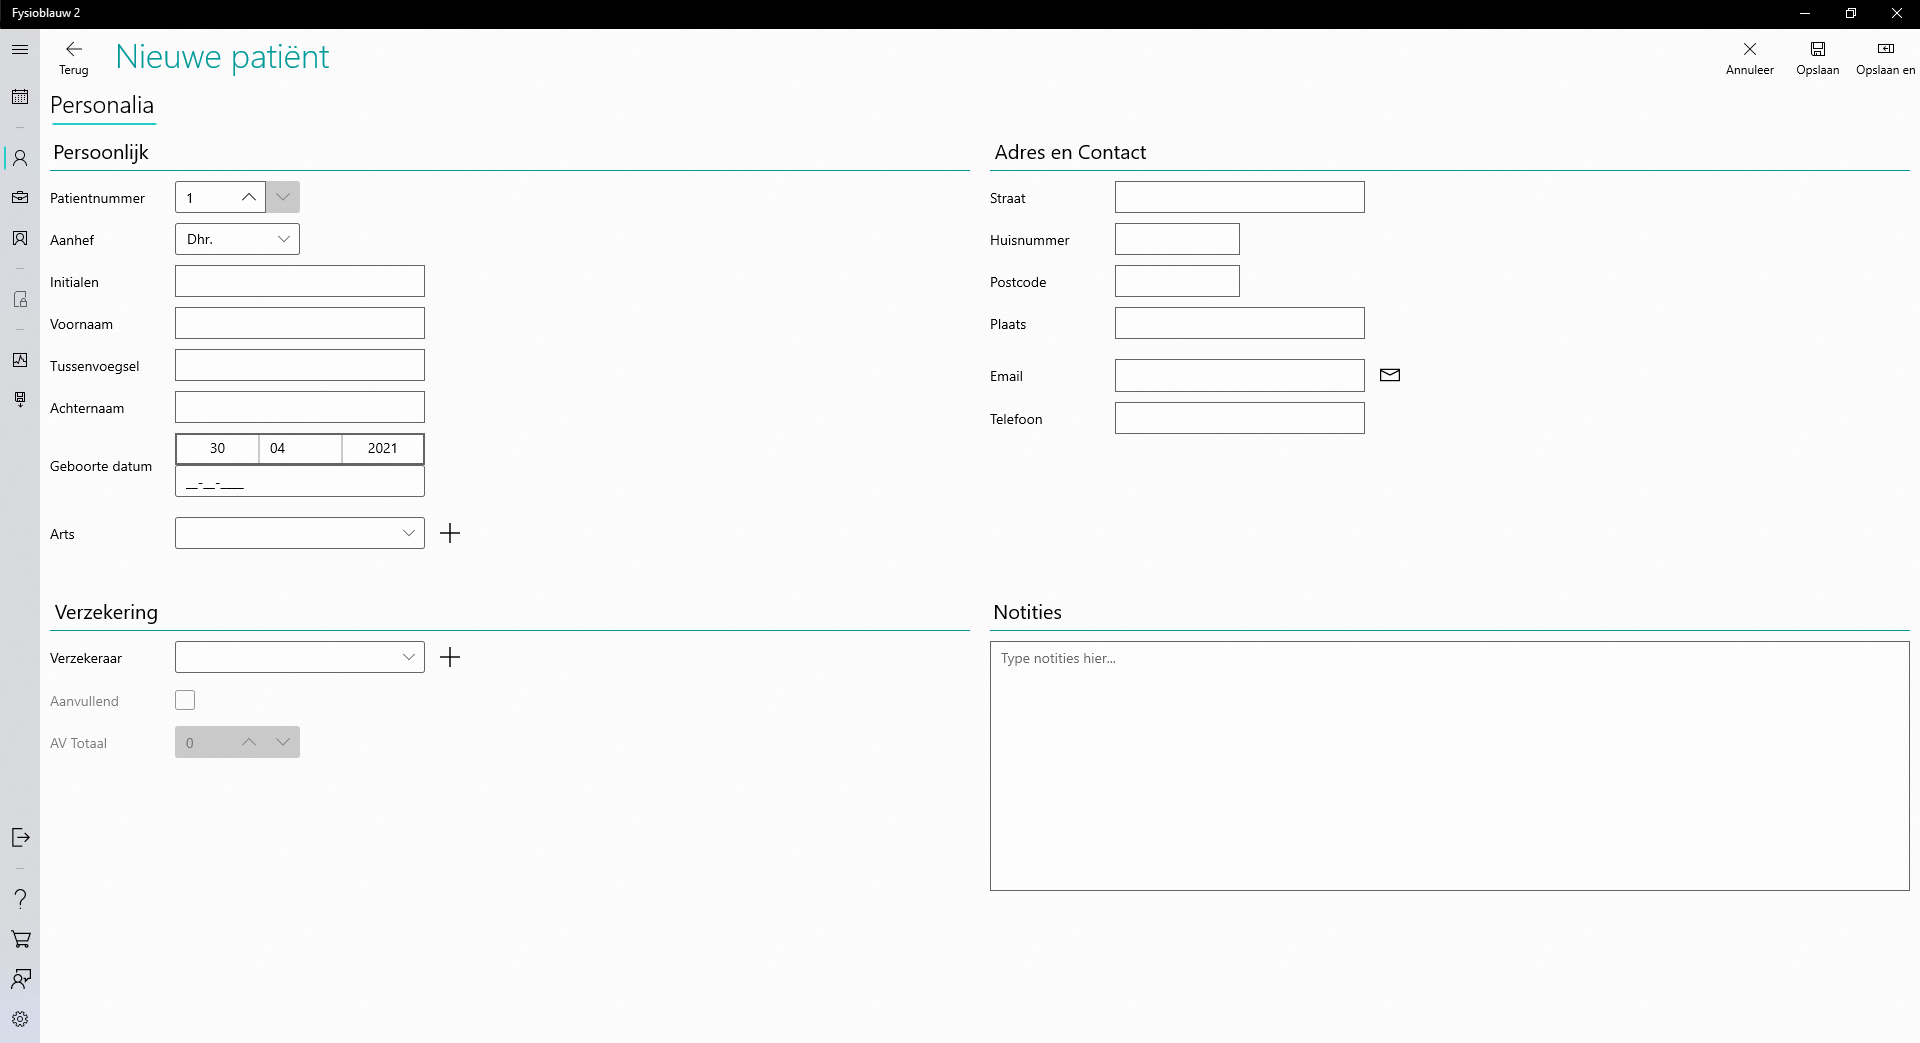 Fysioblauw 2
Terug
Nieuwe patiënt
Annuleer
Opslaan
Opslaan en
Personalia
Persoonlijk
Patientnummer
1
Aanhef
Dhr.
Initialen
Voornaam
Tussenvoegsel
Achternaam
Geboorte datum
30 04 2021
__-__-____
Arts
Adres en Contact
Straat
Huisnummer
Postcode
Plaats
Email
Telefoon
Verzekering
Verzekeraar
Aanvullend
AV Totaal
0
Notities
Type notities hier...